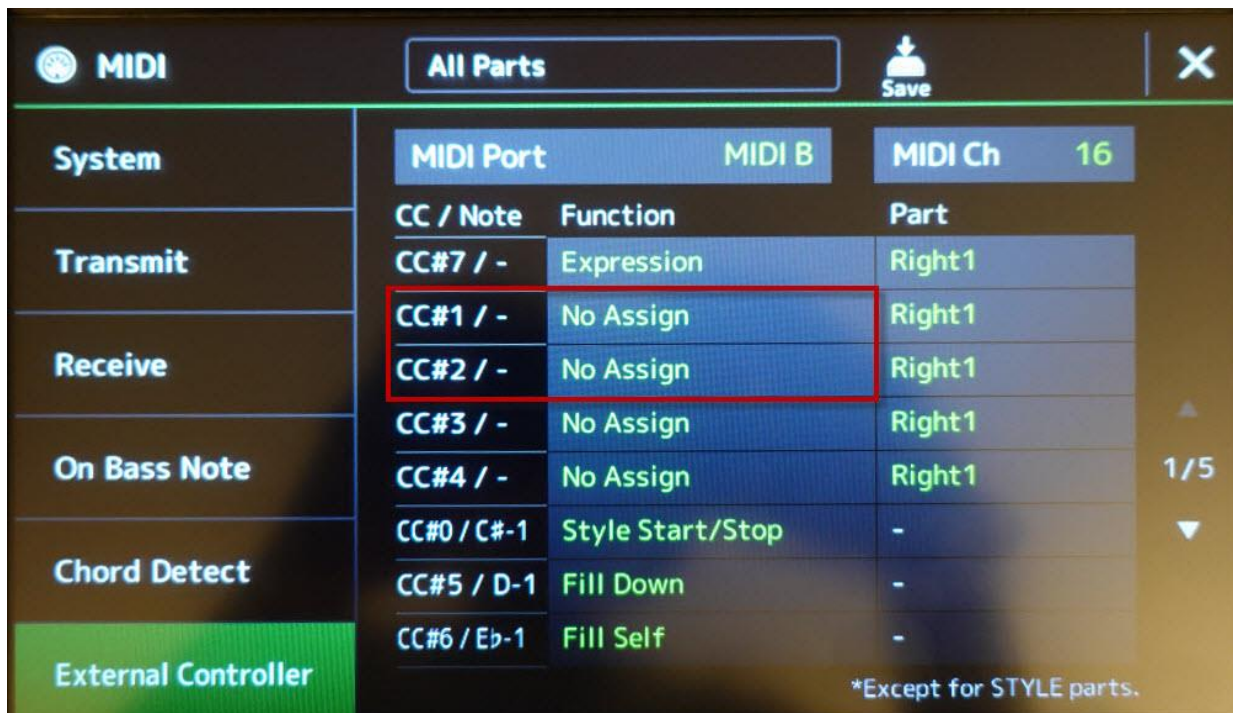 MIDI All Parts Save X
System
Transmit
Receive
On Bass Note
Chord Detect
External Controller
MIDI Port MIDI B MIDI Ch 16
CC / Note Function Part
CC#7 / - Expression Right1
CC#1 / - No Assign Right1
CC#2 / - No Assign Right1
CC#3 / - No Assign Right1
CC#4 / - No Assign Right1
CC#0 / C#-1 Style Start/Stop -
CC#5 / D-1 Fill Down -
CC#6 / E♭-1 Fill Self -
1/5
*Except for STYLE parts.